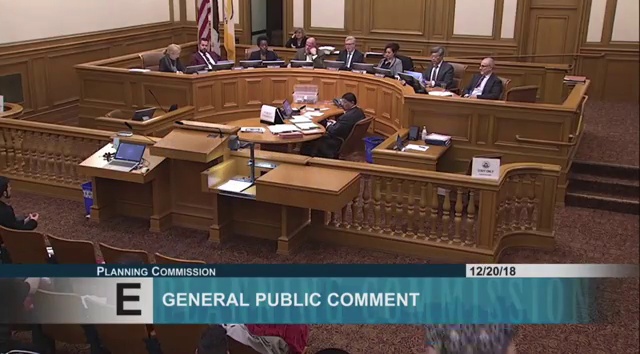 PLANNING COMMISSION
12/20/18
E
GENERAL PUBLIC COMMENT